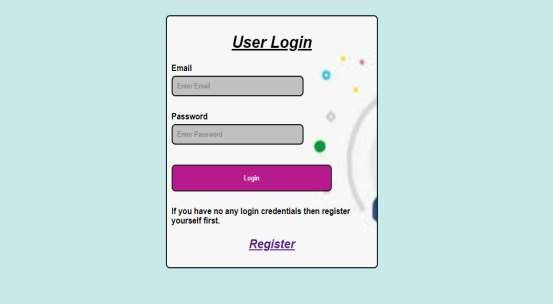 User Login
Email
Enter Email
Password
Enter Password
Login
If you have no any login credentials then register
yourself first.
Register